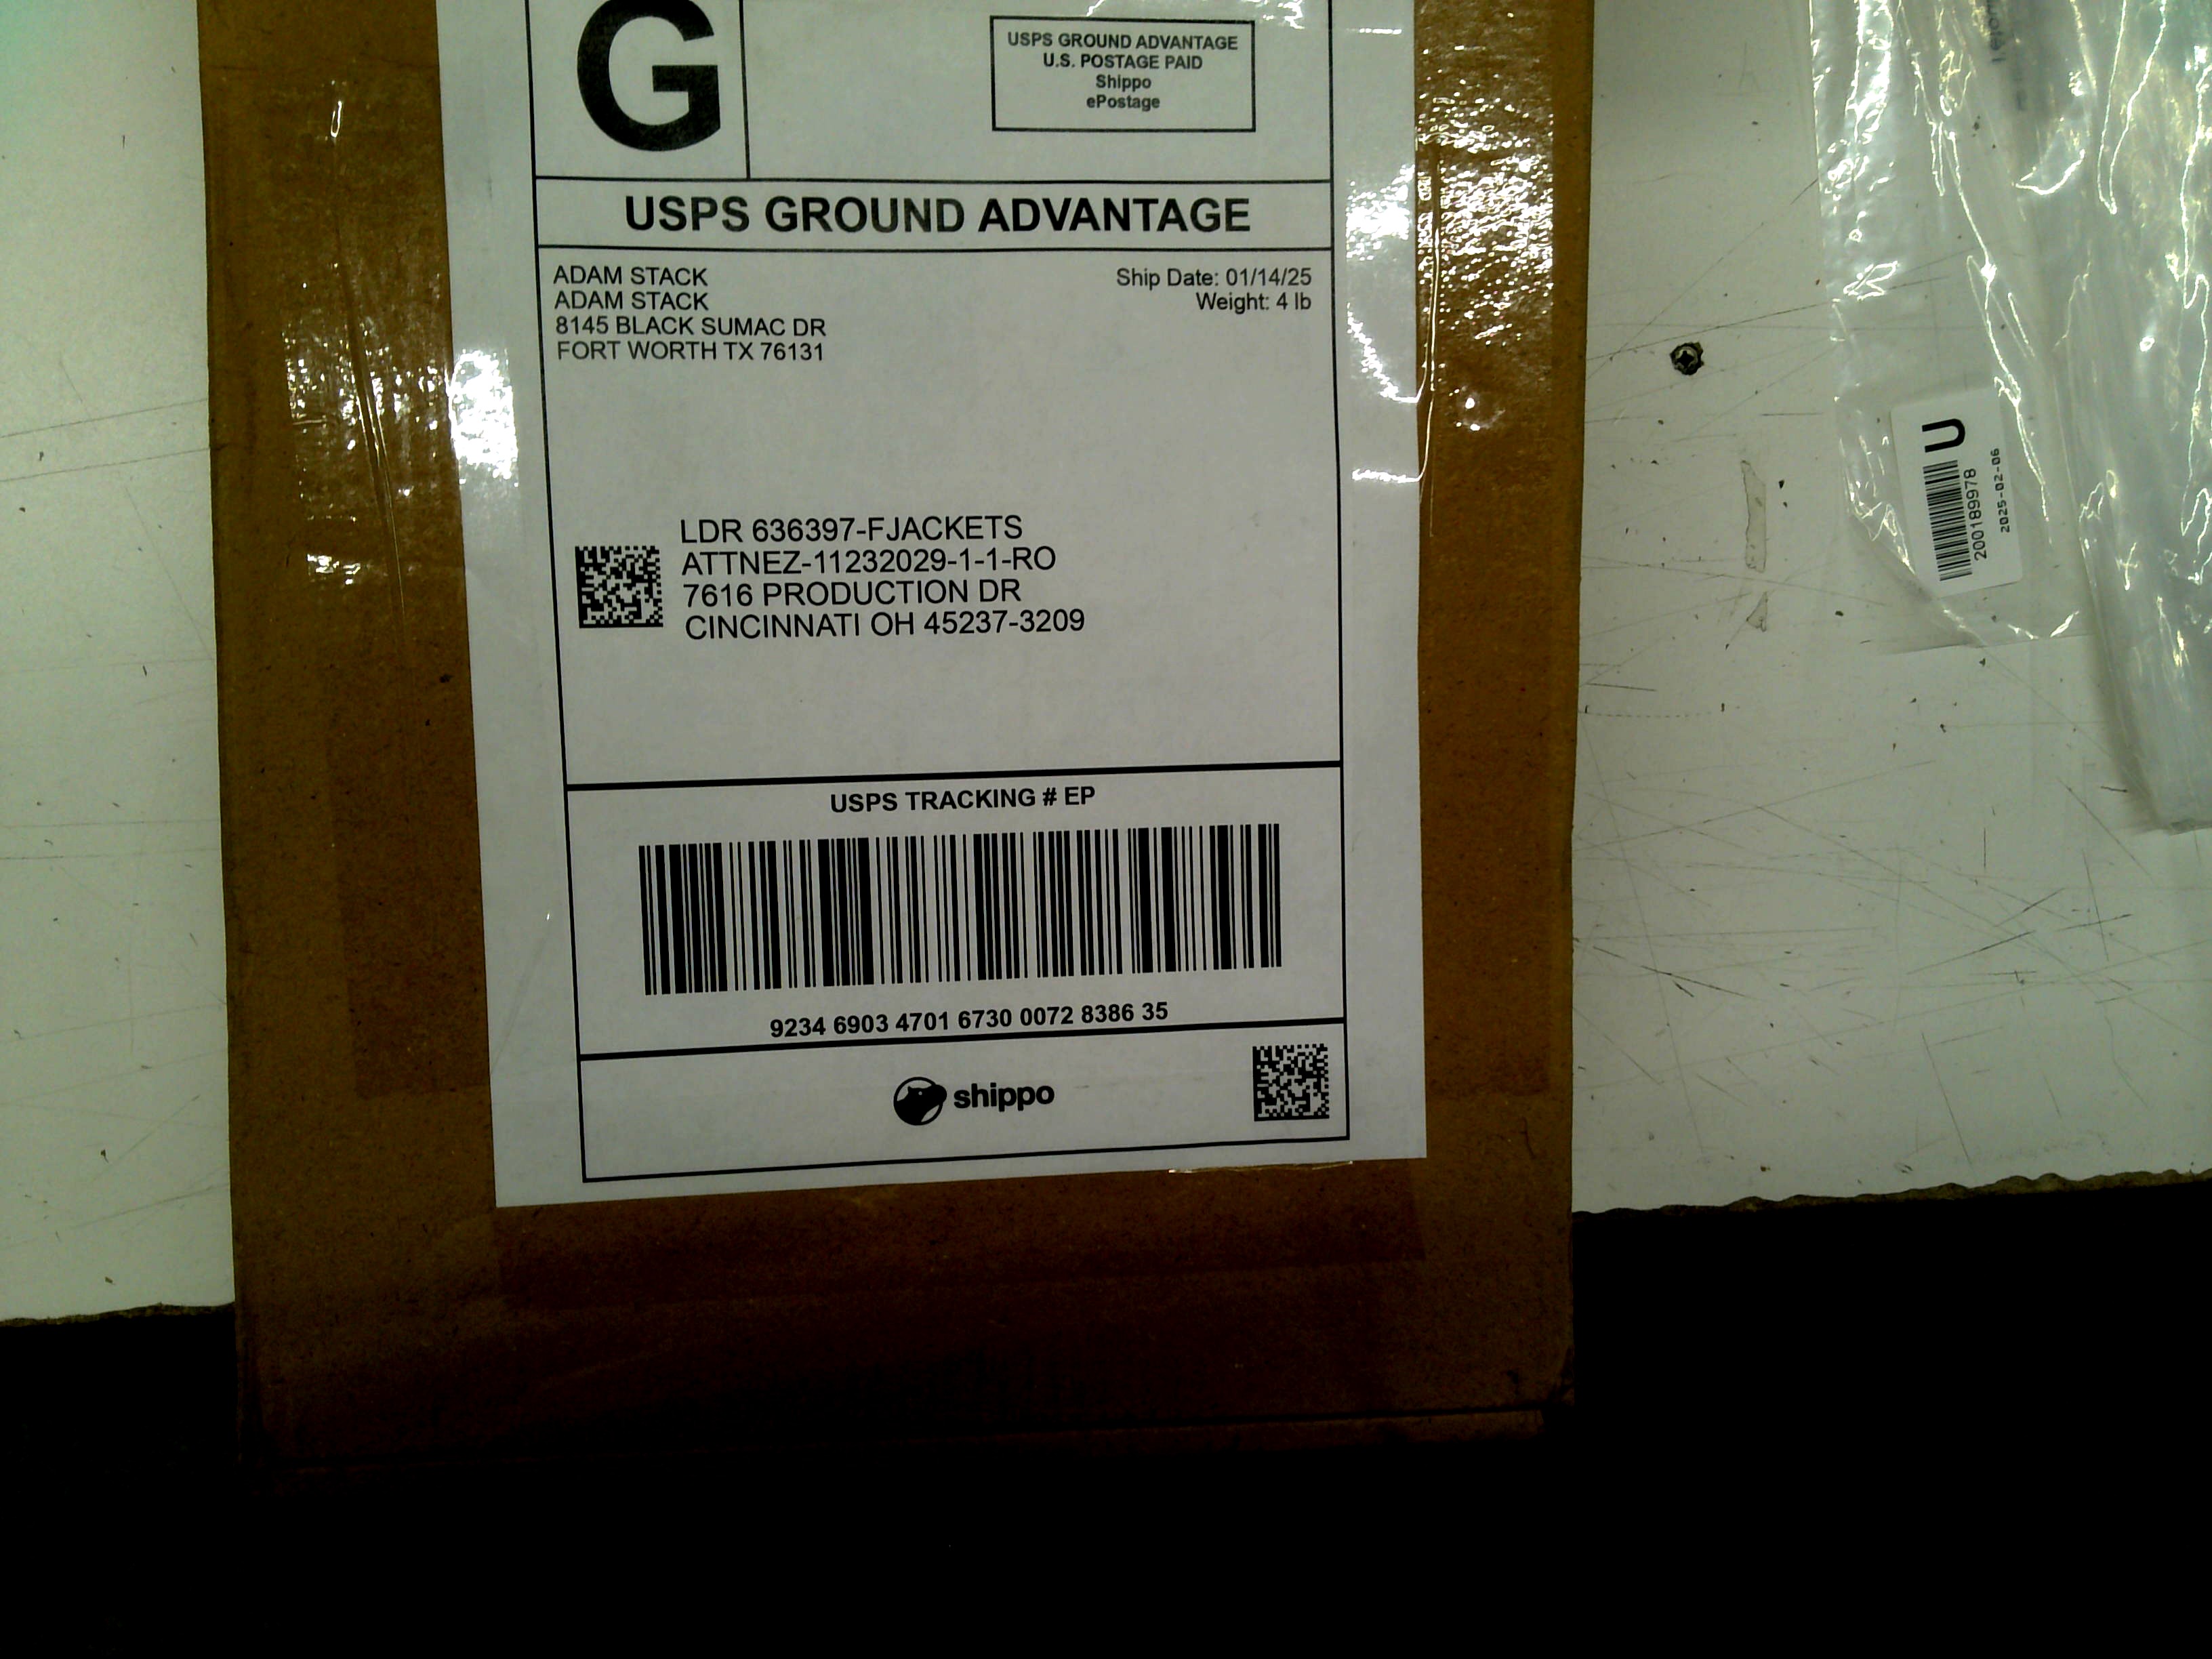 G
USPS GROUND ADVANTAGE
U.S. POSTAGE PAID
Shippo
ePostage
USPS GROUND ADVANTAGE
ADAM STACK
ADAM STACK
8145 BLACK SUMAC DR
FORT WORTH TX 76131
Ship Date: 01/14/25
Weight: 4 lb
LDR 636397-FJACKETS
ATTNEZ-11232029-1-1-RO
7616 PRODUCTION DR
CINCINNATI OH 45237-3209
USPS TRACKING # EP
9234 6903 4701 6730 0072 8386 35
shippo
U
200189978
2025-02-06